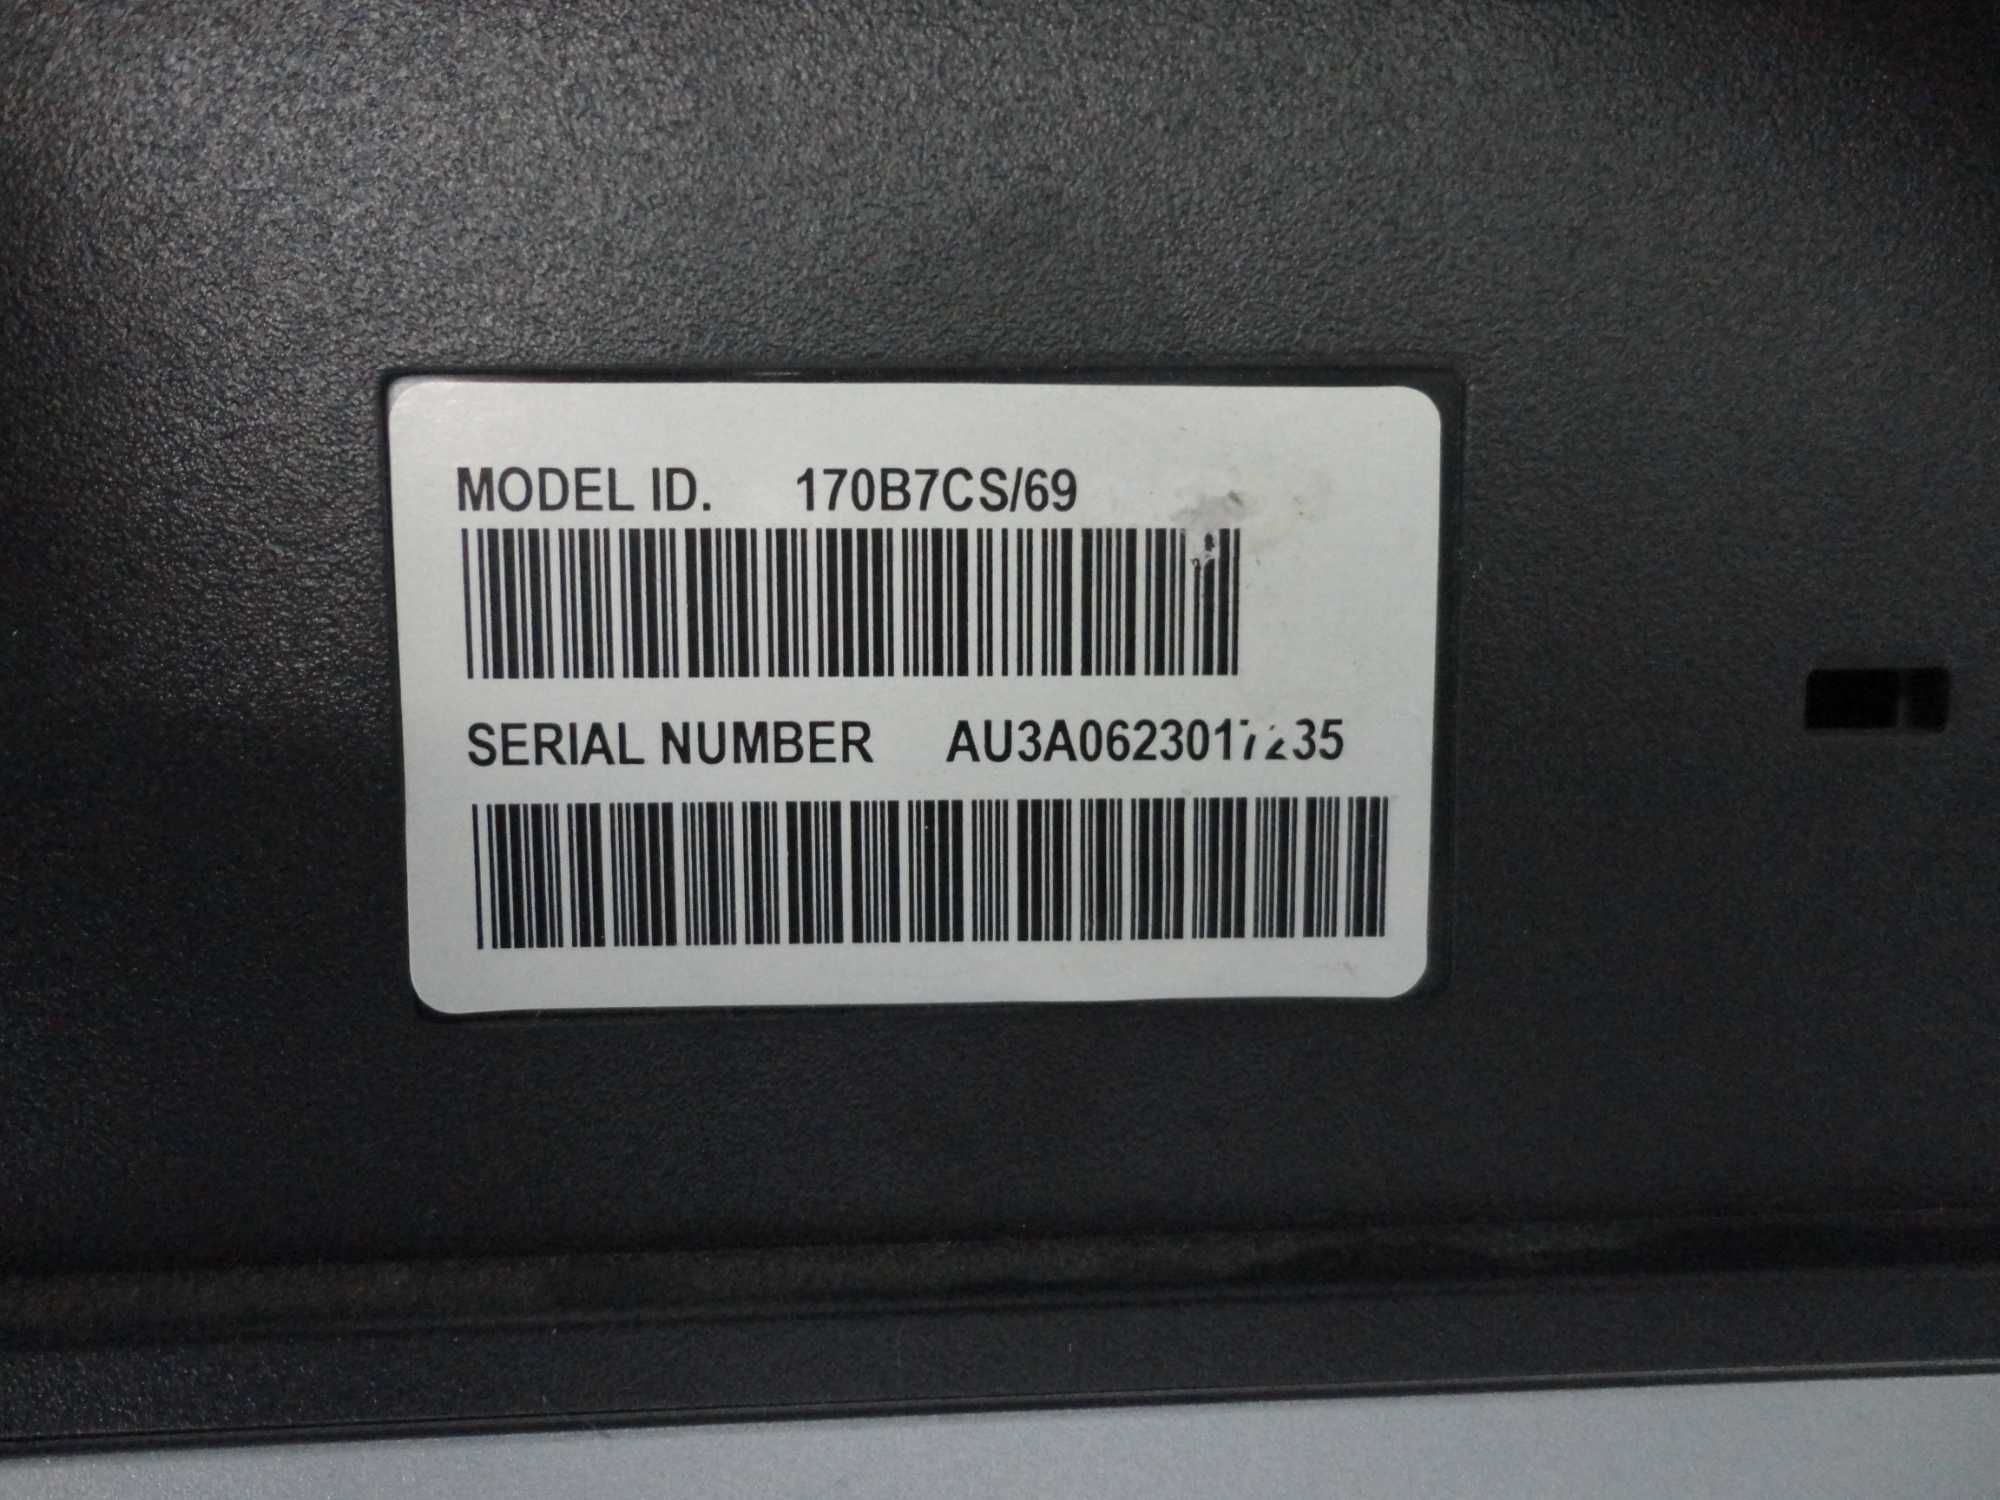 MODEL ID. 170B7CS/69
SERIAL NUMBER AU3A0623017235